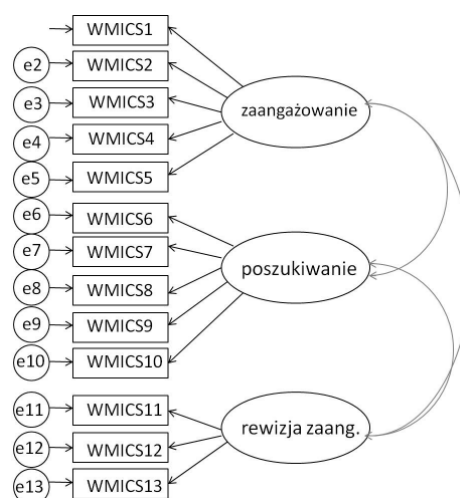 WMICS1
e2 WMICS2
e3 WMICS3
zaangażowanie
e4 WMICS4
e5 WMICS5
e6 WMICS6
e7 WMICS7
poszukiwanie
e8 WMICS8
e9 WMICS9
e10 WMICS10
e11 WMICS11
rewizja zaang.
e12 WMICS12
e13 WMICS13